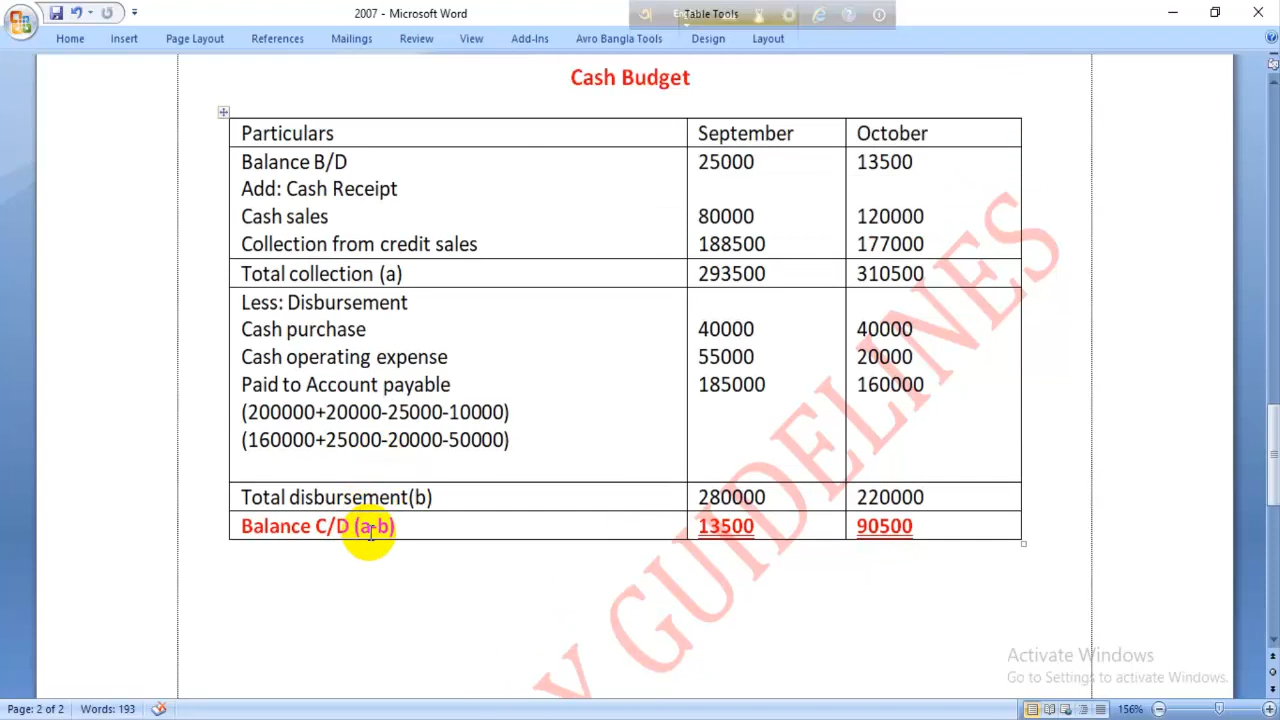 2007 - Microsoft Word
Table Tools
Home Insert Page Layout References Mailings Review View Add-Ins Avro Bangla Tools Design Layout
Cash Budget
Particulars September October
Balance B/D 25000 13500
Add: Cash Receipt
Cash sales 80000 120000
Collection from credit sales 188500 177000
Total collection (a) 293500 310500
Less: Disbursement
Cash purchase 40000 40000
Cash operating expense 55000 20000
Paid to Account payable 185000 160000
(200000+20000-25000-10000)
(160000+25000-20000-50000)
Total disbursement(b) 280000 220000
Balance C/D (a-b) 13500 90500
Y GUIDELINES
Activate Windows
Go to Settings to activate Windows.
Page: 2 of 2 Words: 193 156%